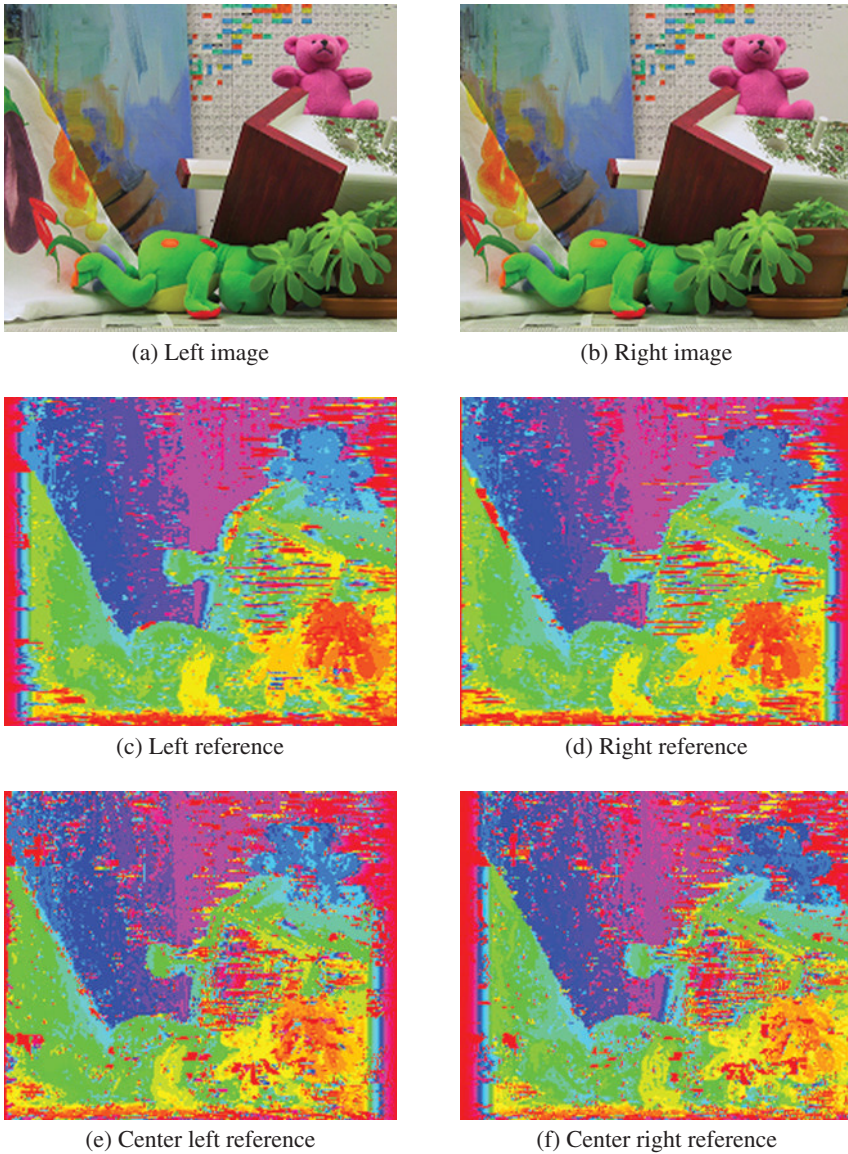 (a) Left image
(b) Right image
(c) Left reference
(d) Right reference
(e) Center left reference
(f) Center right reference